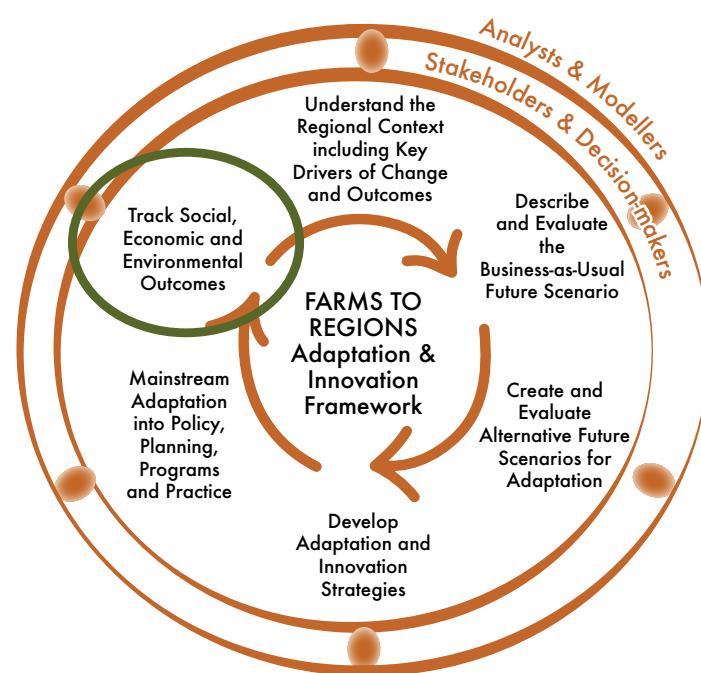 Analysts & Modellers
Stakeholders & Decision-makers
Understand the
Regional Context
including Key
Drivers of Change
and Outcomes
Describe
and Evaluate
the
Business-as-Usual
Future Scenario
Create and
Evaluate
Alternative Future
Scenarios for
Adaptation
Develop
Adaptation and
Innovation
Strategies
Mainstream
Adaptation
into Policy,
Planning,
Programs
and Practice
Track Social,
Economic and
Environmental
Outcomes
FARMS TO
REGIONS
Adaptation &
Innovation
Framework